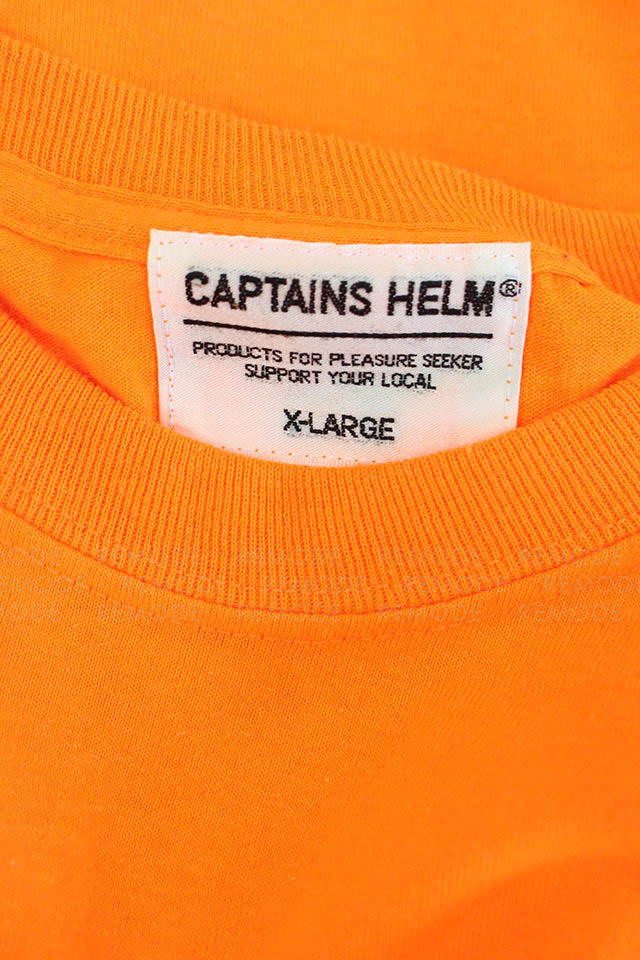 CAPTAINS HELM®
PRODUCTS FOR PLEASURE SEEKER
SUPPORT YOUR LOCAL
X-LARGE